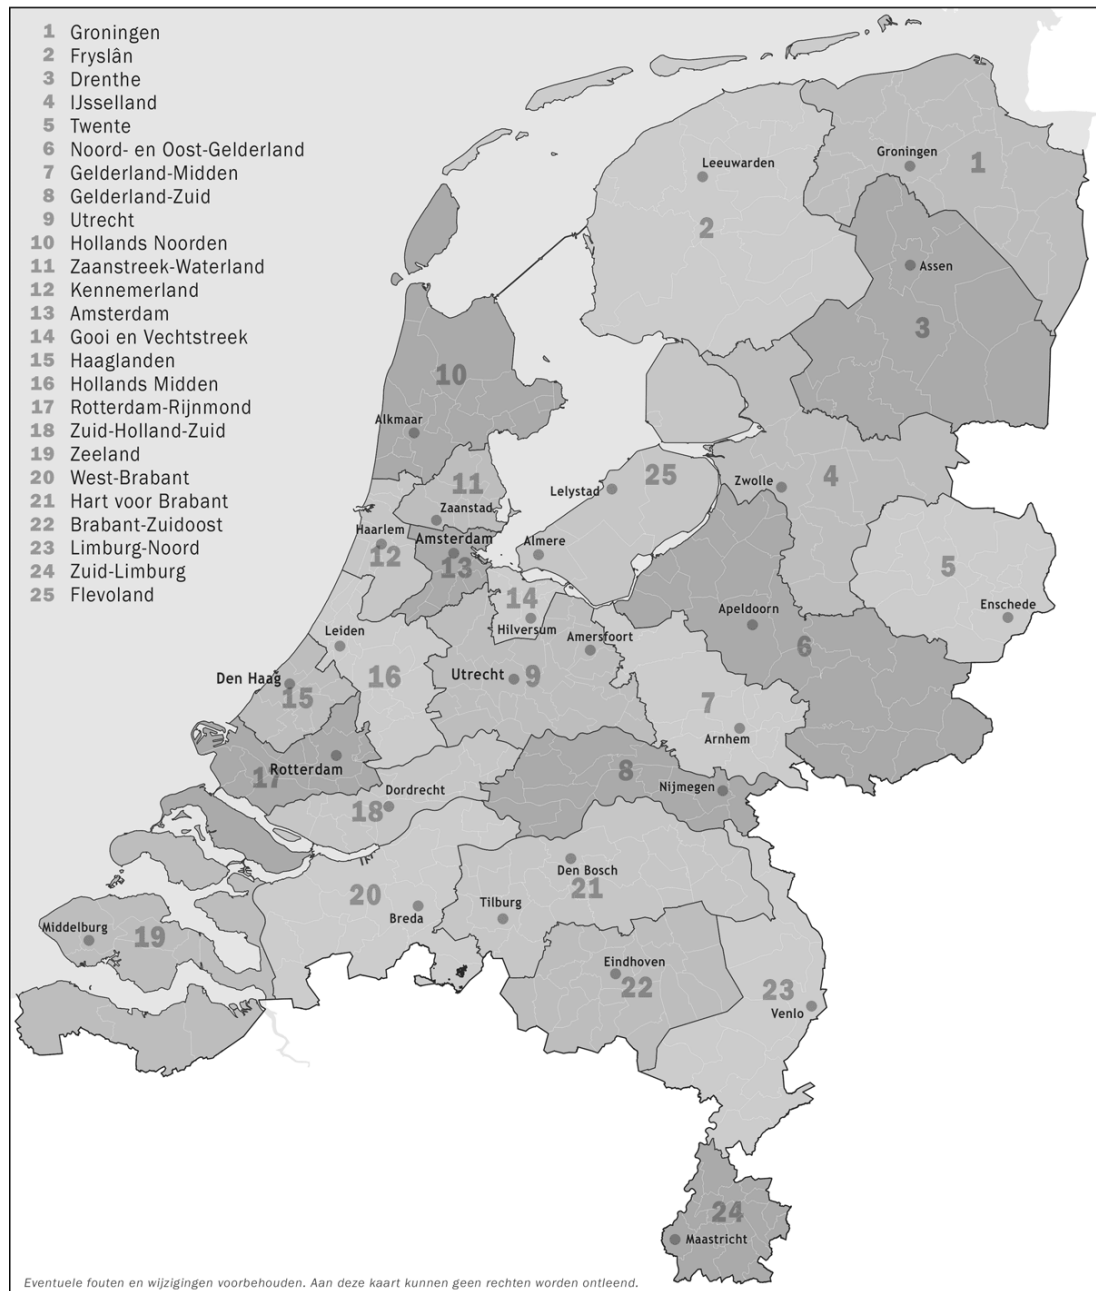 1 Groningen
2 Fryslân
3 Drenthe
4 IJsselland
5 Twente
6 Noord- en Oost-Gelderland
7 Gelderland-Midden
8 Gelderland-Zuid
9 Utrecht
10 Hollands Noorden
11 Zaanstreek-Waterland
12 Kennemerland
13 Amsterdam
14 Gooi en Vechtstreek
15 Haaglanden
16 Hollands Midden
17 Rotterdam-Rijnmond
18 Zuid-Holland-Zuid
19 Zeeland
20 West-Brabant
21 Hart voor Brabant
22 Brabant-Zuidoost
23 Limburg-Noord
24 Zuid-Limburg
25 Flevoland
Groningen
1
Leeuwarden
2
Assen
3
10
Alkmaar
11
Zaanstad
25
Lelystad
Zwolle
4
Haarlem
12
Amsterdam
13
Almere
5
Enschede
14
Hilversum
Amersfoort
Apeldoorn
6
Leiden
16
Den Haag
15
Utrecht
9
7
Arnhem
17
Rotterdam
8
Nijmegen
Dordrecht
18
Den Bosch
21
20
Breda
Tilburg
Middelburg
19
Eindhoven
22
23
Venlo
24
Maastricht
Eventuele fouten en wijzigingen voorbehouden. Aan deze kaart kunnen geen rechten worden ontleend.